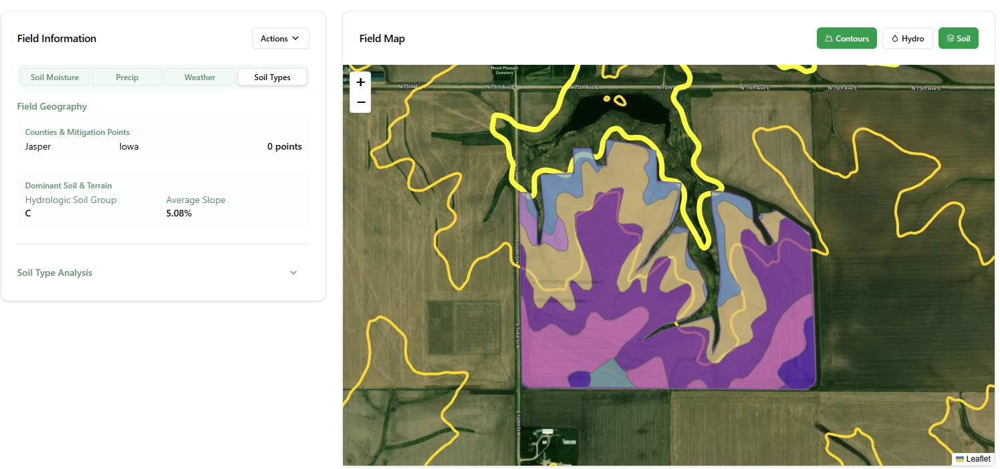 Field Information
Actions
Soil Moisture
Precip
Weather
Soil Types
Field Geography
Counties & Mitigation Points
Jasper
Iowa
0 points
Dominant Soil & Terrain
Hydrologic Soil Group
Average Slope
C
5.08%
Soil Type Analysis
Field Map
Contours
Hydro
Soil
+
−
Mount Pleasant
Cemetery
N 75th Ave E
N 75th Ave E
N 75th Ave E
N 75th Ave E
N 75th Ave E
N 75th Ave E
E 140th St N
E 140th St N
E 140th St N
E 140th St N
Leaflet